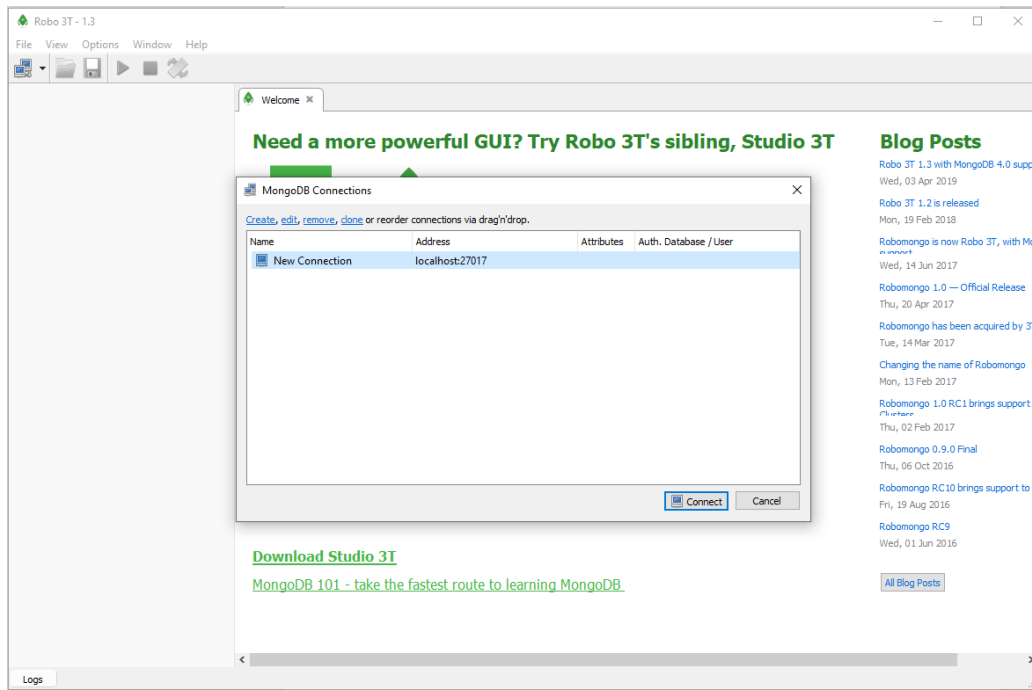 Robo 3T - 1.3
File View Options Window Help
Welcome
Need a more powerful GUI? Try Robo 3T's sibling, Studio 3T
MongoDB Connections
Create, edit, remove, clone or reorder connections via drag'n'drop.
Name Address Attributes Auth. Database / User
New Connection localhost:27017
Connect Cancel
Download Studio 3T
MongoDB 101 - take the fastest route to learning MongoDB
Blog Posts
Robo 3T 1.3 with MongoDB 4.0 supp
Wed, 03 Apr 2019
Robo 3T 1.2 is released
Mon, 19 Feb 2018
Robomongo is now Robo 3T, with Mo
support
Wed, 14 Jun 2017
Robomongo 1.0 — Official Release
Thu, 20 Apr 2017
Robomongo has been acquired by 3T
Tue, 14 Mar 2017
Changing the name of Robomongo
Mon, 13 Feb 2017
Robomongo 1.0 RC1 brings support
Clusters
Thu, 02 Feb 2017
Robomongo 0.9.0 Final
Thu, 06 Oct 2016
Robomongo RC10 brings support to
Fri, 19 Aug 2016
Robomongo RC9
Wed, 01 Jun 2016
All Blog Posts
Logs